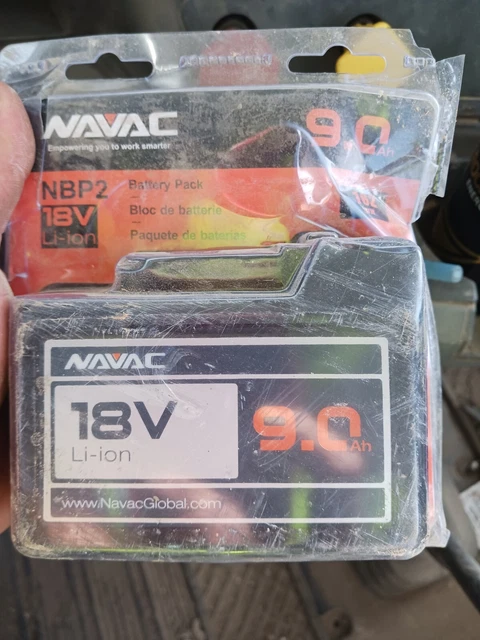 NAVAC
Empowering you to work smarter
9.0Ah
NBP2
18V
Li-ion
Battery Pack
Bloc de batterie
Paquete de baterías
NAVAC
18V
Li-ion
9.0Ah
www.NavacGlobal.com